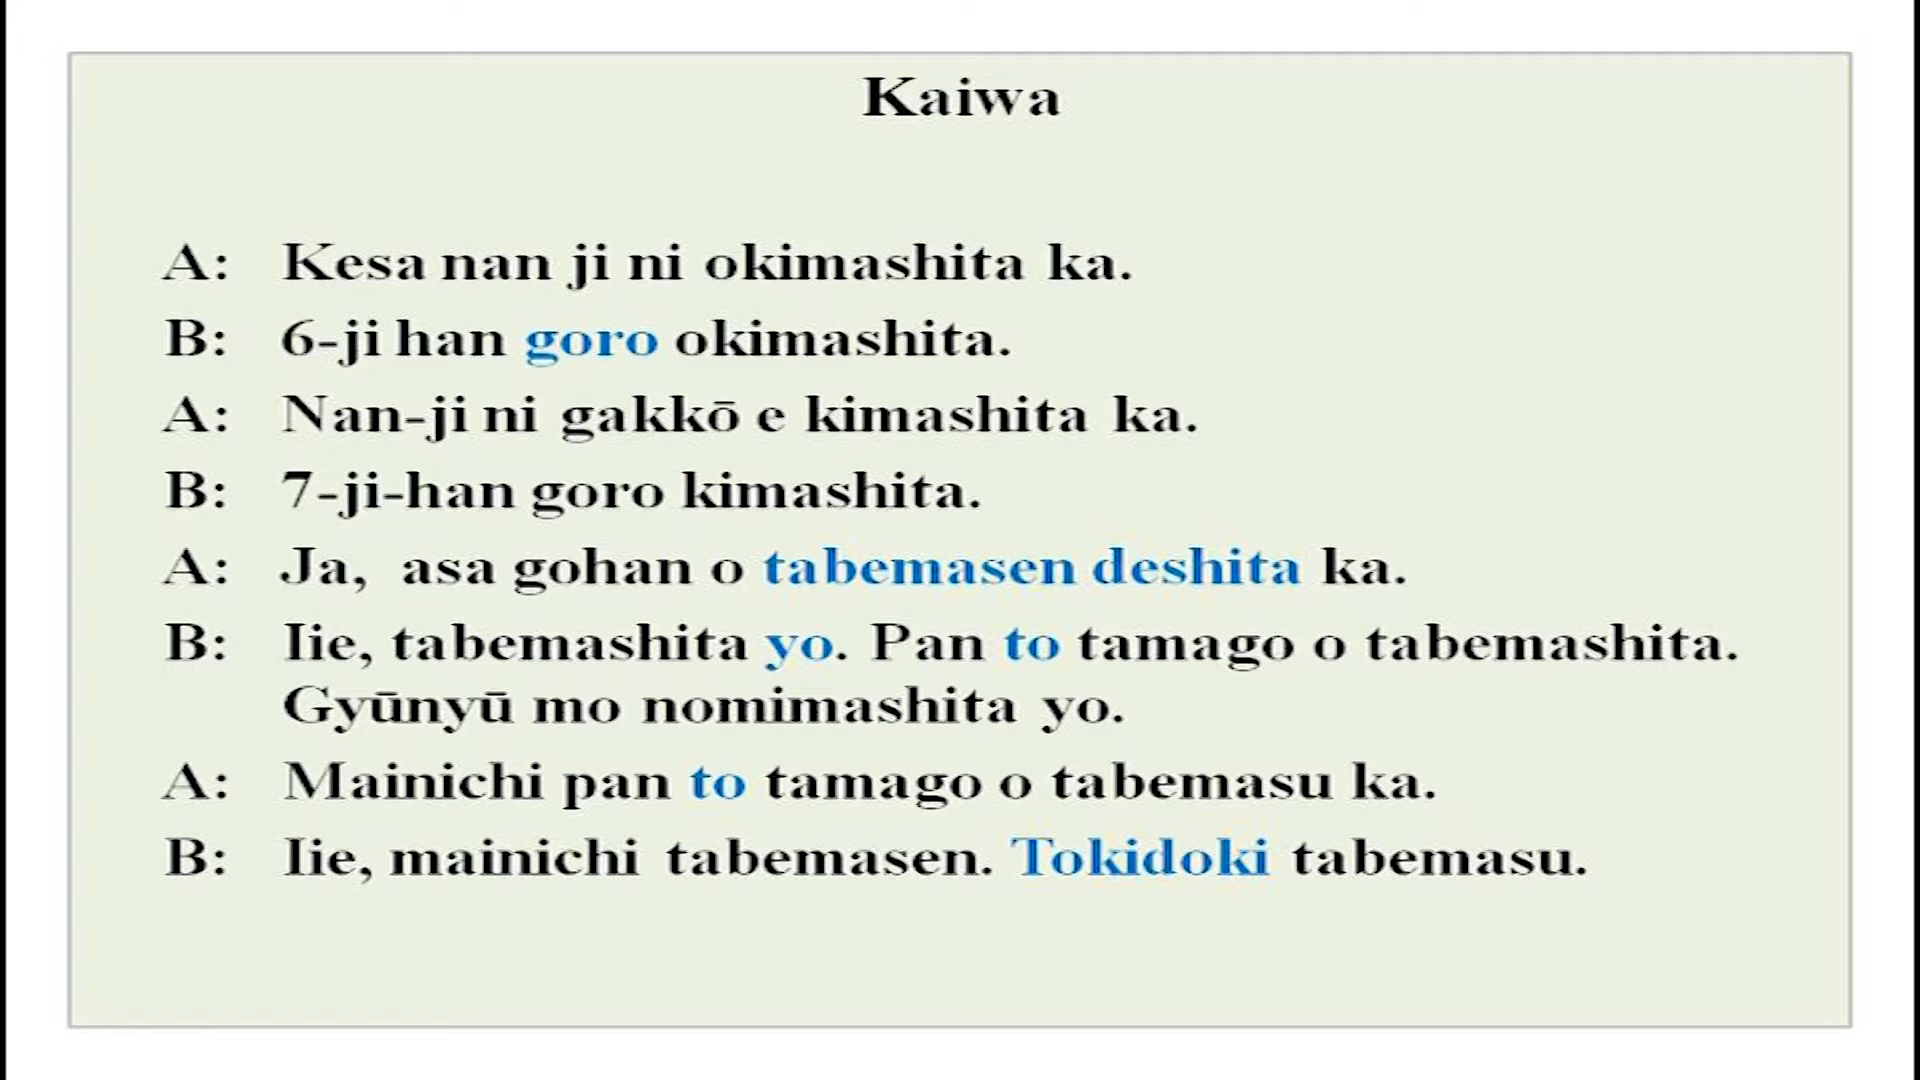 Kaiwa
A: Kesa nan ji ni okimashita ka.
B: 6-ji han goro okimashita.
A: Nan-ji ni gakkō e kimashita ka.
B: 7-ji-han goro kimashita.
A: Ja, asa gohan o tabemasen deshita ka.
B: Iie, tabemashita yo. Pan to tamago o tabemashita.
Gyūnyū mo nomimashita yo.
A: Mainichi pan to tamago o tabemasu ka.
B: Iie, mainichi tabemasen. Tokidoki tabemasu.